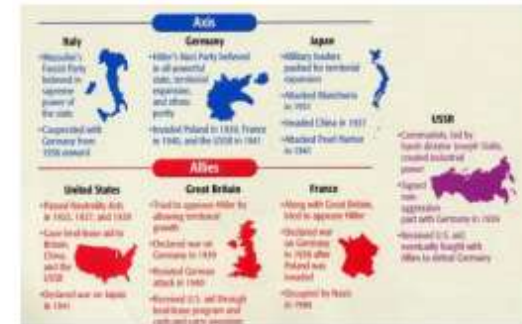 Axis
Italy
•Mussolini's
Fascist Party
believed in
supreme
power of
the state
•Cooperated with
Germany from
1936 onward
Germany
•Hitler's Nazi Party believed
in all-powerful
state, territorial
expansion,
and ethnic
purity
•Invaded Poland in 1939, France
in 1940, and the USSR in 1941
Japan
•Military leaders
pushed for territorial
expansion
•Attacked Manchuria
in 1931
•Invaded China in 1937
•Attacked Pearl Harbor
in 1941
Allies
United States
•Passed Neutrality Acts
in 1935, 1937, and 1939
•Gave lend-lease aid to
Britain,
China,
and the
USSR
•Declared war on Japan
in 1941
Great Britain
•Tried to appease Hitler by
allowing territorial
growth
•Declared war on
Germany in 1939
•Resisted German
attack in 1940
•Received U.S. aid through
lend-lease program and
cash and carry
France
•Along with Great Britain,
tried to appease Hitler
•Declared war
on Germany
in 1939 after
Poland was
invaded
•Occupied by Nazis
in 1940
USSR
•Communists, led by
Joseph Stalin,
created industrial
power
•Signed
non-
aggression
pact with Germany in 1939
•Received U.S. aid;
eventually fought with
Allies to defeat Germany